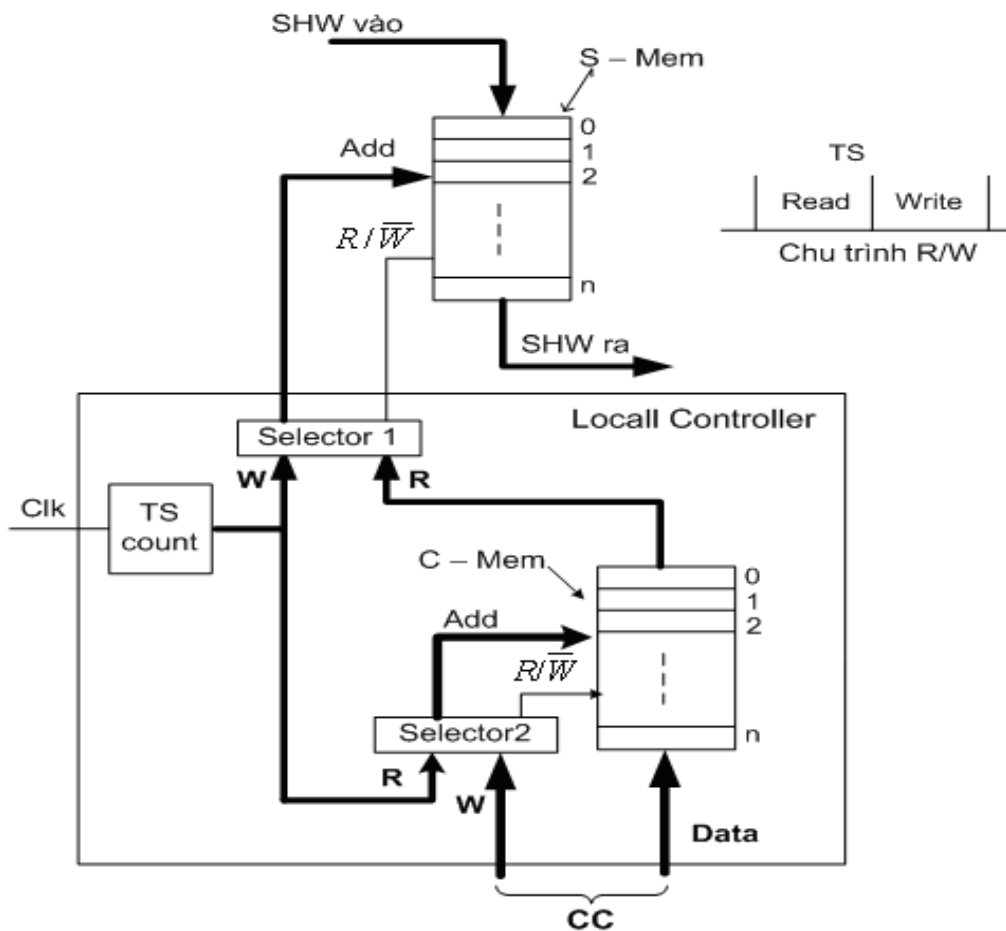 SHW vào
S – Mem
0
1
2
n
Add
R/W̅
TS
Read
Write
Chu trình R/W
SHW ra
Locall Controller
Selector 1
W
R
Clk
TS
count
C – Mem
0
1
2
n
Add
R/W̅
Selector2
R
W
Data
CC